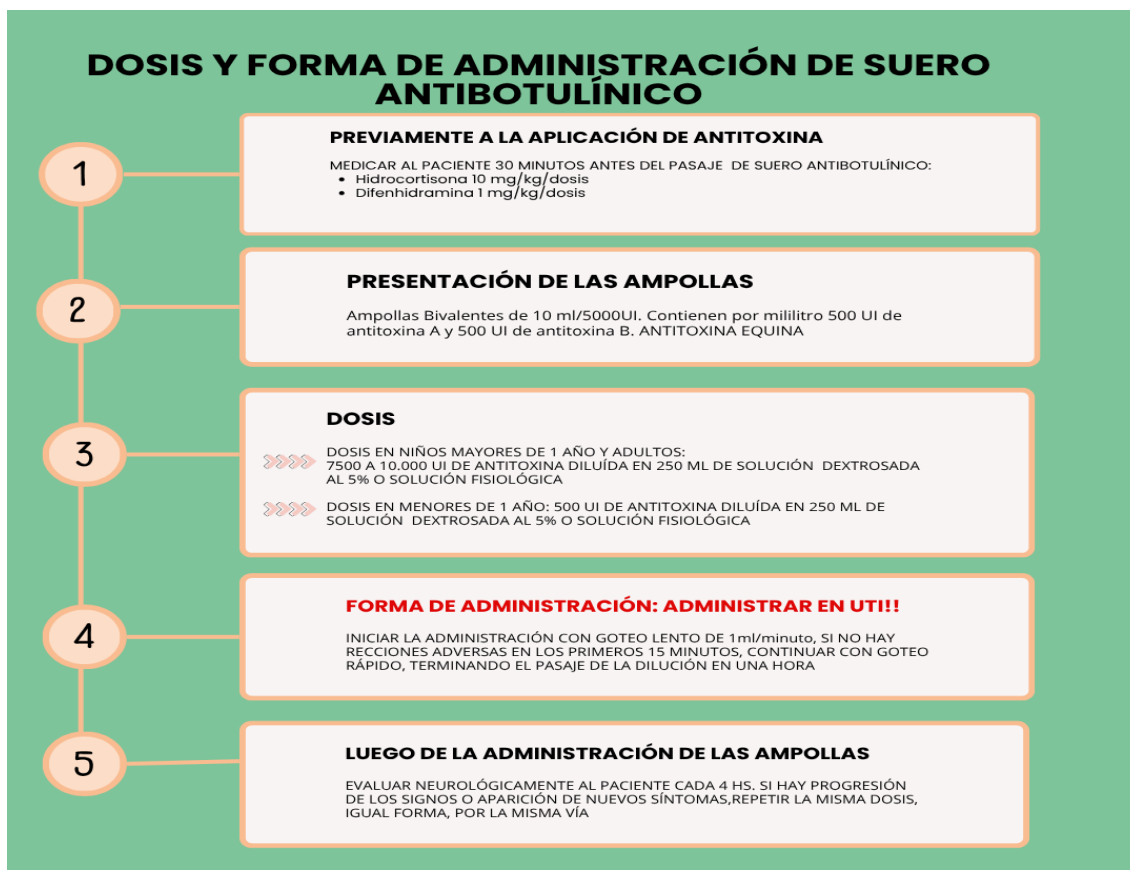 DOSIS Y FORMA DE ADMINISTRACIÓN DE SUERO
ANTIBOTULÍNICO
1
PREVIAMENTE A LA APLICACIÓN DE ANTITOXINA
MEDICAR AL PACIENTE 30 MINUTOS ANTES DEL PASAJE DE SUERO ANTIBOTULÍNICO:
• Hidrocortisona 10 mg/kg/dosis
• Difenhidramina 1 mg/kg/dosis
2
PRESENTACIÓN DE LAS AMPOLLAS
Ampollas Bivalentes de 10 ml/5000UI. Contienen por mililitro 500 UI de
antitoxina A y 500 UI de antitoxina B. ANTITOXINA EQUINA
3
DOSIS
DOSIS EN NIÑOS MAYORES DE 1 AÑO Y ADULTOS:
7500 A 10.000 UI DE ANTITOXINA DILUÍDA EN 250 ML DE SOLUCIÓN DEXTROSADA
AL 5% O SOLUCIÓN FISIOLÓGICA
DOSIS EN MENORES DE 1 AÑO: 500 UI DE ANTITOXINA DILUÍDA EN 250 ML DE
SOLUCIÓN DEXTROSADA AL 5% O SOLUCIÓN FISIOLÓGICA
4
FORMA DE ADMINISTRACIÓN: ADMINISTRAR EN UTI!!
INICIAR LA ADMINISTRACIÓN CON GOTEO LENTO DE 1ml/minuto, SI NO HAY
RECCIONES ADVERSAS EN LOS PRIMEROS 15 MINUTOS, CONTINUAR CON GOTEO
RÁPIDO, TERMINANDO EL PASAJE DE LA DILUCIÓN EN UNA HORA
5
LUEGO DE LA ADMINISTRACIÓN DE LAS AMPOLLAS
EVALUAR NEUROLÓGICAMENTE AL PACIENTE CADA 4 HS. SI HAY PROGRESIÓN
DE LOS SIGNOS O APARICIÓN DE NUEVOS SÍNTOMAS,REPETIR LA MISMA DOSIS,
IGUAL FORMA, POR LA MISMA VÍA